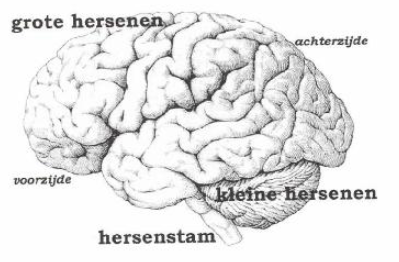 grote hersenen
achterzijde
voorzijde
kleine hersenen
hersenstam